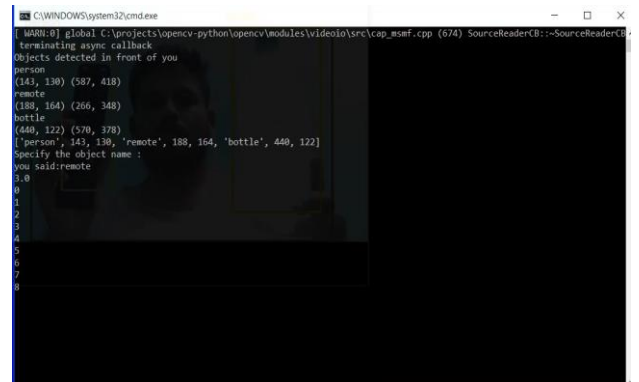 C:\WINDOWS\system32\cmd.exe
[ WARN:0] global C:\projects\opencv-python\opencv\modules\videoio\src\cap_msmf.cpp (674) SourceReaderCB::~SourceReaderCB
terminating async callback
Objects detected in front of you
person
(143, 130) (587, 418)
remote
(188, 164) (266, 348)
bottle
(440, 122) (570, 378)
['person', 143, 130, 'remote', 188, 164, 'bottle', 440, 122]
Specify the object name :
you said:remote
3.0
0
1
2
3
4
5
6
7
8